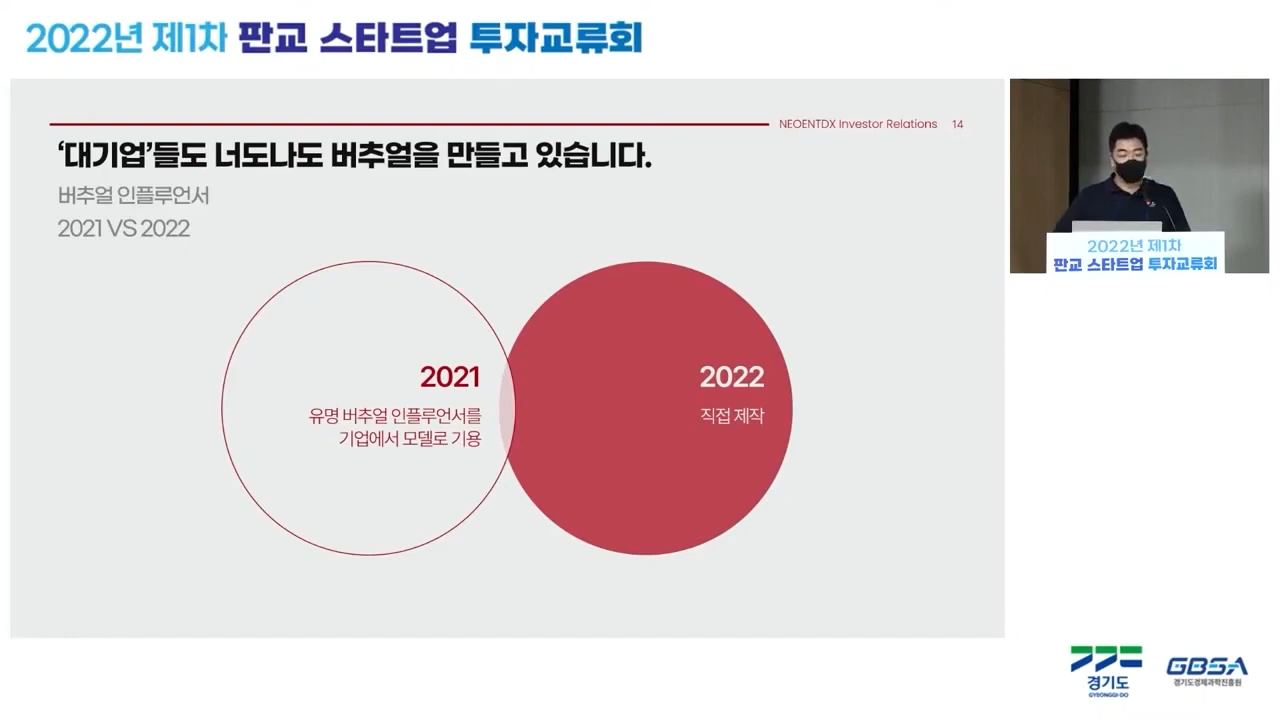 2022년 제1차 판교 스타트업 투자교류회
NEOENTDX Investor Relations 14
‘대기업’들도 너도나도 버추얼을 만들고 있습니다.
버추얼 인플루언서
2021 VS 2022
2021
유명 버추얼 인플루언서를
기업에서 모델로 기용
2022
직접 제작
2022년 제1차
판교 스타트업 투자교류회
경기도
GYEONGGI-DO
GBSA
경기도경제과학진흥원